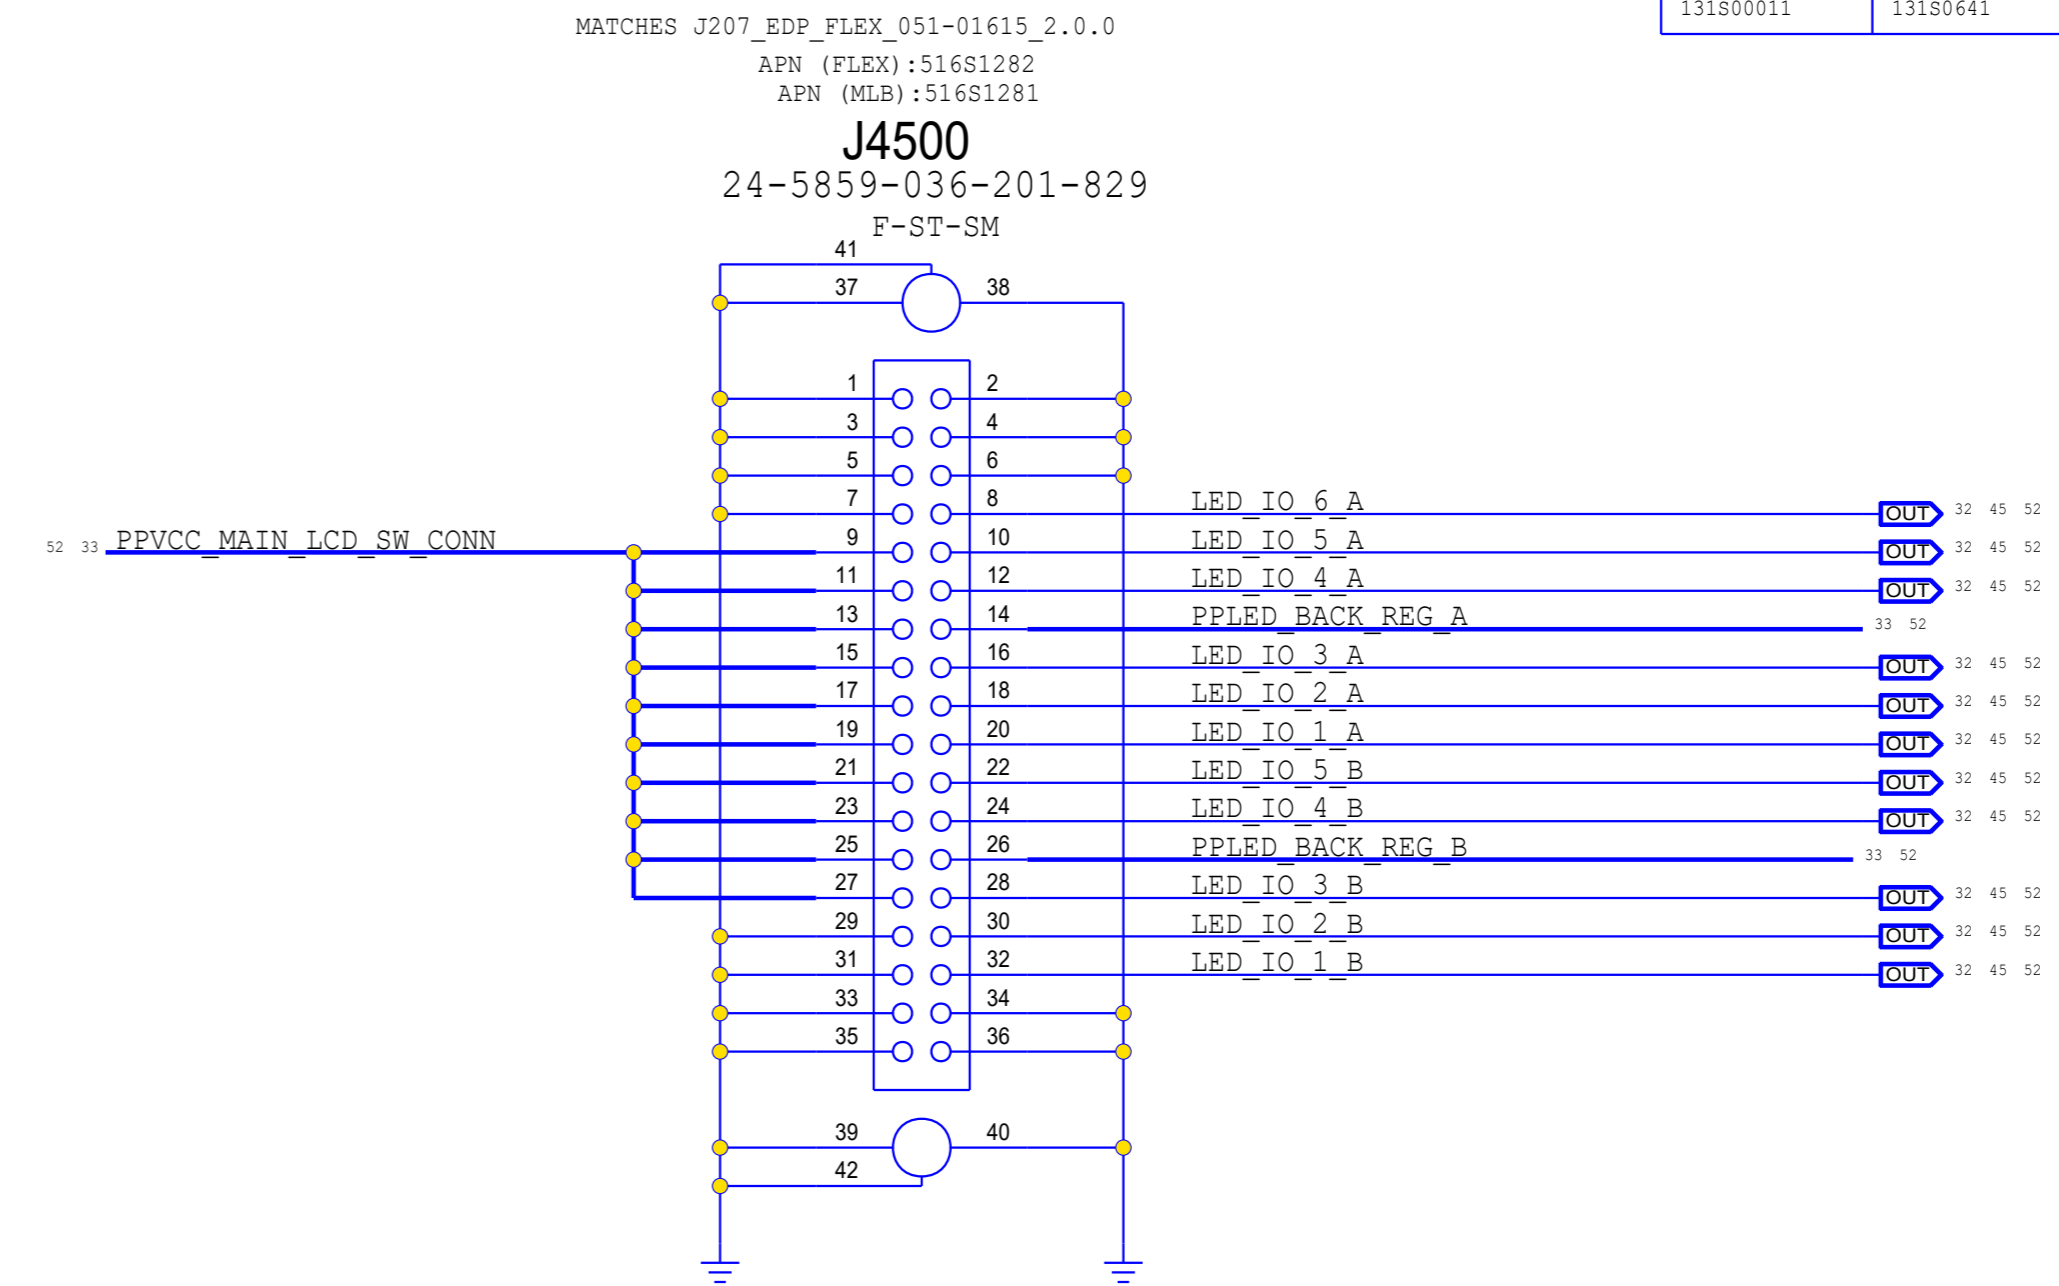 131S00011 131S0641
MATCHES J207_EDP_FLEX_051-01615_2.0.0
APN (FLEX):516S1282
APN (MLB):516S1281
J4500
24-5859-036-201-829
F-ST-SM
41
37 38
1 2
3 4
5 6
7 8 LED_IO_6_A OUT 32 45 52
52 33 PPVCC_MAIN_LCD_SW_CONN 9 10 LED_IO_5_A OUT 32 45 52
11 12 LED_IO_4_A OUT 32 45 52
13 14 PPLED_BACK_REG_A 33 52
15 16 LED_IO_3_A OUT 32 45 52
17 18 LED_IO_2_A OUT 32 45 52
19 20 LED_IO_1_A OUT 32 45 52
21 22 LED_IO_5_B OUT 32 45 52
23 24 LED_IO_4_B OUT 32 45 52
25 26 PPLED_BACK_REG_B 33 52
27 28 LED_IO_3_B OUT 32 45 52
29 30 LED_IO_2_B OUT 32 45 52
31 32 LED_IO_1_B OUT 32 45 52
33 34
35 36
39 40
42